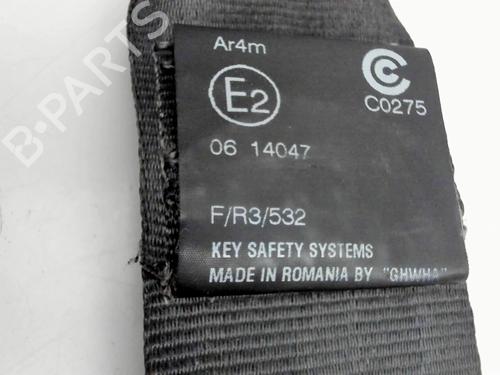 Ar4m
E2
C
C0275
06 14047
F/R3/532
KEY SAFETY SYSTEMS
MADE IN ROMANIA BY "GHWHA"
B-PARTS